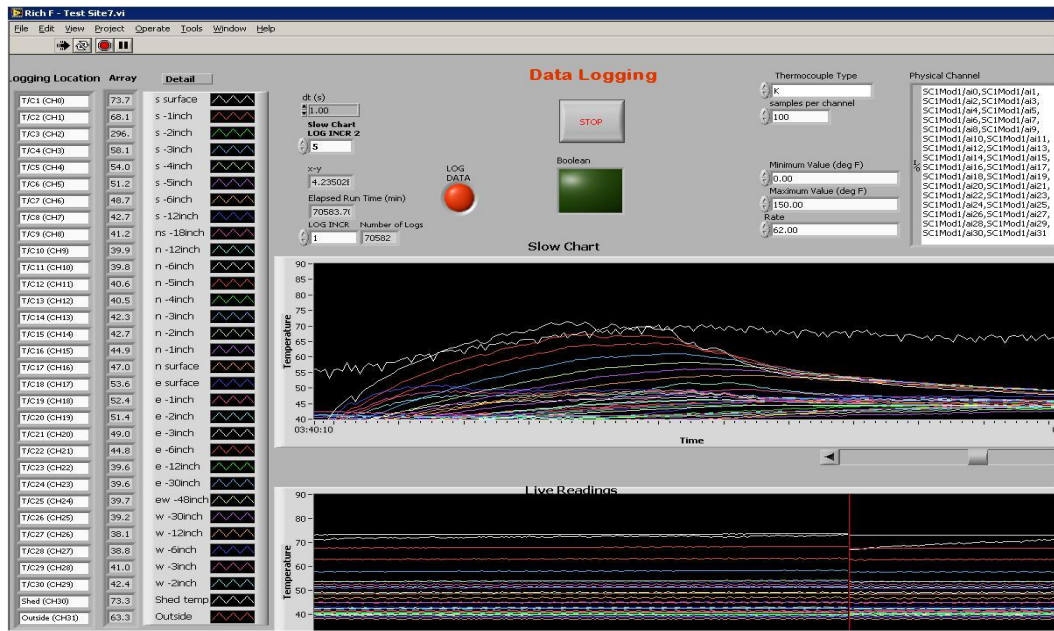 Rich F - Test Site7.vi
File Edit View Project Operate Tools Window Help
ogging Location Array Detail
T/C1 (CH0) 73.7 s surface
T/C2 (CH1) 68.1 s -1inch
T/C3 (CH2) 296. s -2inch
T/C4 (CH3) 58.1 s -3inch
T/C5 (CH4) 54.0 s -4inch
T/C6 (CH5) 51.2 s -5inch
T/C7 (CH6) 48.7 s -6inch
T/C8 (CH7) 42.7 s -12inch
T/C9 (CH8) 41.2 ns -18inch
T/C10 (CH9) 39.9 n -12inch
T/C11 (CH10) 39.8 n -6inch
T/C12 (CH11) 40.6 n -5inch
T/C13 (CH12) 40.5 n -4inch
T/C14 (CH13) 42.3 n -3inch
T/C15 (CH14) 42.7 n -2inch
T/C16 (CH15) 44.9 n -1inch
T/C17 (CH16) 47.0 n surface
T/C18 (CH17) 53.6 e surface
T/C19 (CH18) 52.4 e -1inch
T/C20 (CH19) 51.4 e -2inch
T/C21 (CH20) 49.0 e -3inch
T/C22 (CH21) 44.8 e -6inch
T/C23 (CH22) 39.6 e -12inch
T/C24 (CH23) 39.6 e -30inch
T/C25 (CH24) 39.7 ew -48inch
T/C26 (CH25) 39.2 w -30inch
T/C27 (CH26) 38.1 w -12inch
T/C28 (CH27) 38.8 w -6inch
T/C29 (CH28) 41.0 w -3inch
T/C30 (CH29) 42.4 w -2inch
Shed (CH30) 73.3 Shed temp
Outside (CH31) 63.3 Outside
Data Logging
dt (s)
1.00
Slow Chart
LOG INCR 2
5
x-y
4.23502
Elapsed Run Time (min)
70583.7
LOG INCR Number of Logs
1 70582
LOG
DATA
STOP
Boolean
Thermocouple Type
K
samples per channel
100
Minimum Value (deg F)
0.00
Maximum Value (deg F)
150.00
Rate
62.00
Physical Channel
SC1Mod1/ai0,SC1Mod1/ai1,
SC1Mod1/ai2,SC1Mod1/ai3,
SC1Mod1/ai4,SC1Mod1/ai5,
SC1Mod1/ai6,SC1Mod1/ai7,
SC1Mod1/ai8,SC1Mod1/ai9,
SC1Mod1/ai10,SC1Mod1/ai11,
SC1Mod1/ai12,SC1Mod1/ai13,
SC1Mod1/ai14,SC1Mod1/ai15,
SC1Mod1/ai16,SC1Mod1/ai17,
SC1Mod1/ai18,SC1Mod1/ai19,
SC1Mod1/ai20,SC1Mod1/ai21,
SC1Mod1/ai22,SC1Mod1/ai23,
SC1Mod1/ai24,SC1Mod1/ai25,
SC1Mod1/ai26,SC1Mod1/ai27,
SC1Mod1/ai28,SC1Mod1/ai29,
SC1Mod1/ai30,SC1Mod1/ai31
Slow Chart
Temperature
90
85
80
75
70
65
60
55
50
45
40
03:40:10
Time
Live Readings
Temperature
90
80
70
60
50
40